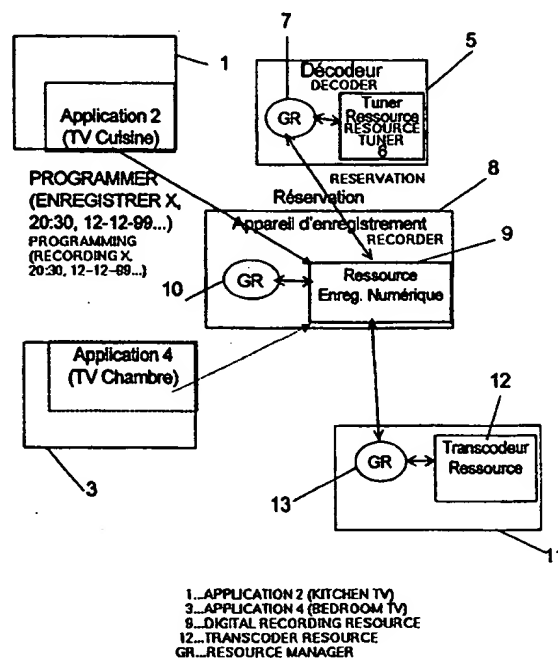 7
1
5
Décodeur
DECODER
Application 2
(TV Cuisine)
GR
Tuner
Ressource
RESOURCE
TUNER
6
PROGRAMMER
(ENREGISTRER X,
20:30, 12-12-99...)
PROGRAMMING
(RECORDING X,
20:30, 12-12-89...)
RESERVATION
Réservation
8
Appareil d'enregistrement
RECORDER
9
10
GR
Ressource
Enreg. Numérique
Application 4
(TV Chambre)
3
12
GR
Transcodeur
Ressource
13
11
1...APPLICATION 2 (KITCHEN TV)
3...APPLICATION 4 (BEDROOM TV)
9...DIGITAL RECORDING RESOURCE
12...TRANSCODER RESOURCE
GR...RESOURCE MANAGER